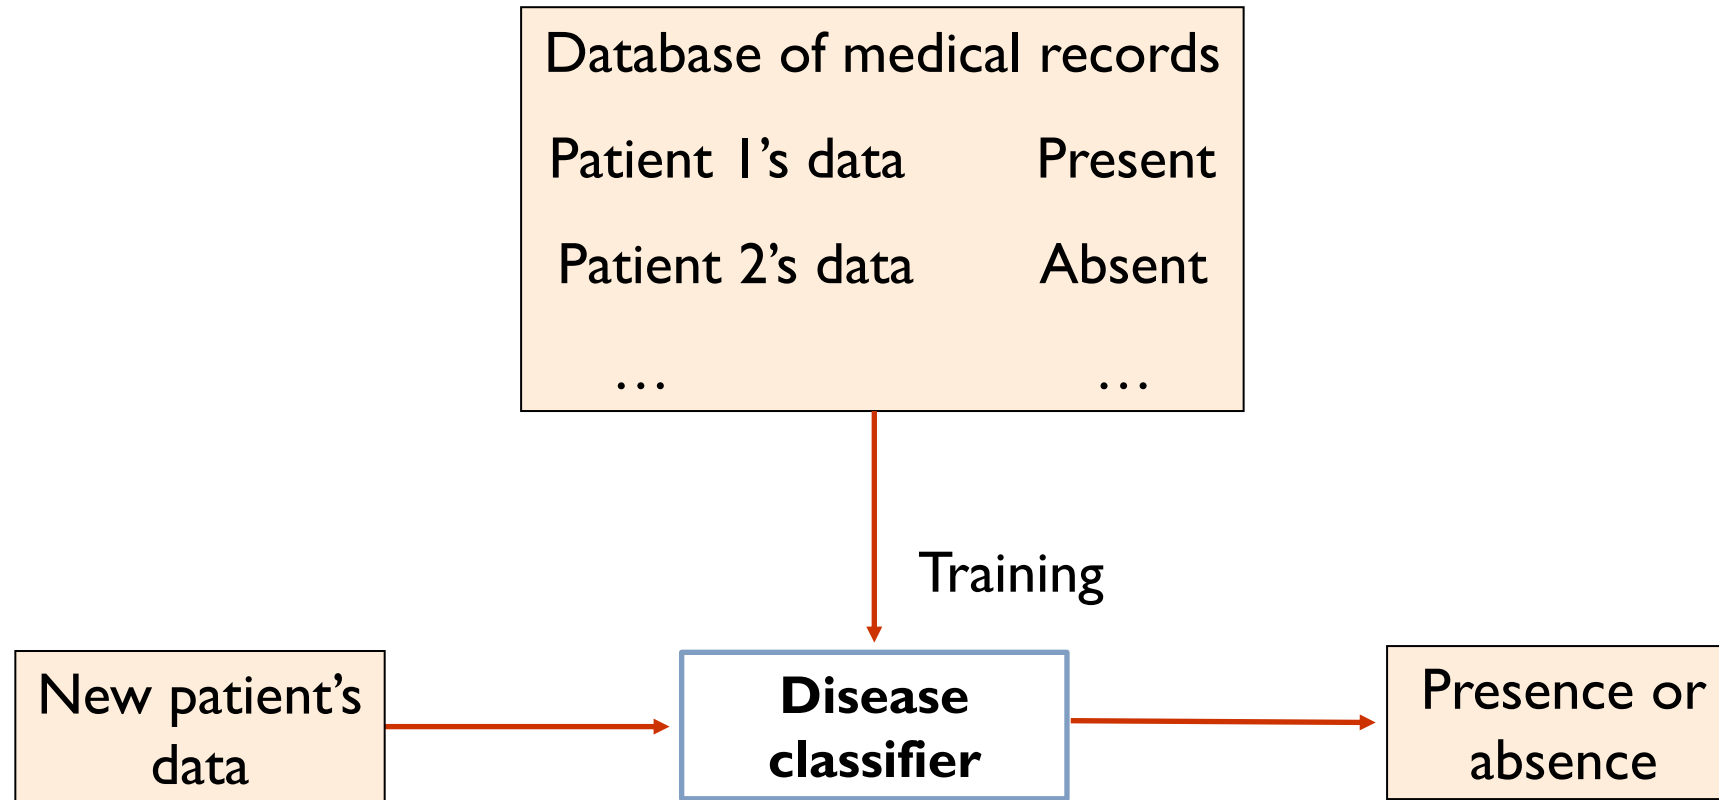 Database of medical records
Patient 1’s data Present
Patient 2’s data Absent
… …
Training
New patient’s
data
Disease
classifier
Presence or
absence